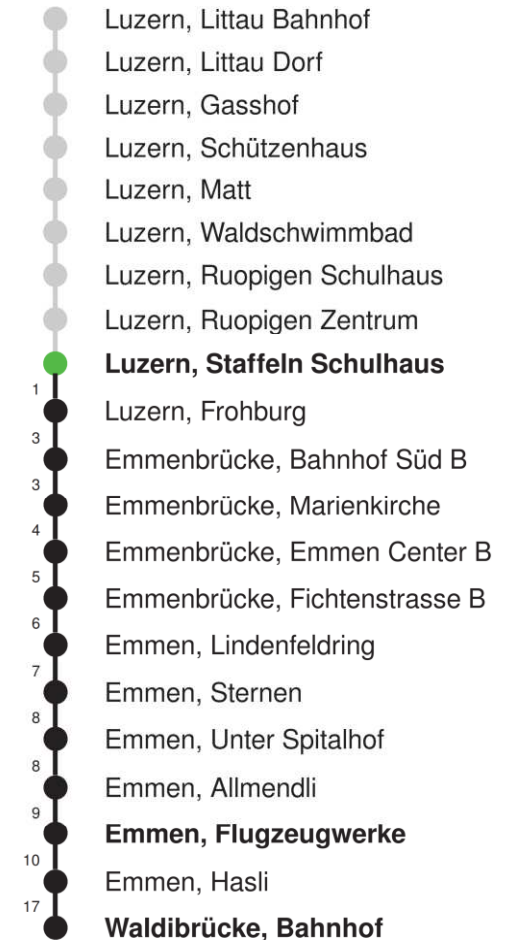 Luzern, Littau Bahnhof
Luzern, Littau Dorf
Luzern, Gasshof
Luzern, Schützenhaus
Luzern, Matt
Luzern, Waldschwimmbad
Luzern, Ruopigen Schulhaus
Luzern, Ruopigen Zentrum
Luzern, Staffeln Schulhaus
1
Luzern, Frohburg
3
Emmenbrücke, Bahnhof Süd B
3
Emmenbrücke, Marienkirche
4
Emmenbrücke, Emmen Center B
5
Emmenbrücke, Fichtenstrasse B
6
Emmen, Lindenfeldring
7
Emmen, Sternen
8
Emmen, Unter Spitalhof
8
Emmen, Allmendli
9
Emmen, Flugzeugwerke
10
Emmen, Hasli
17
Waldibrücke, Bahnhof